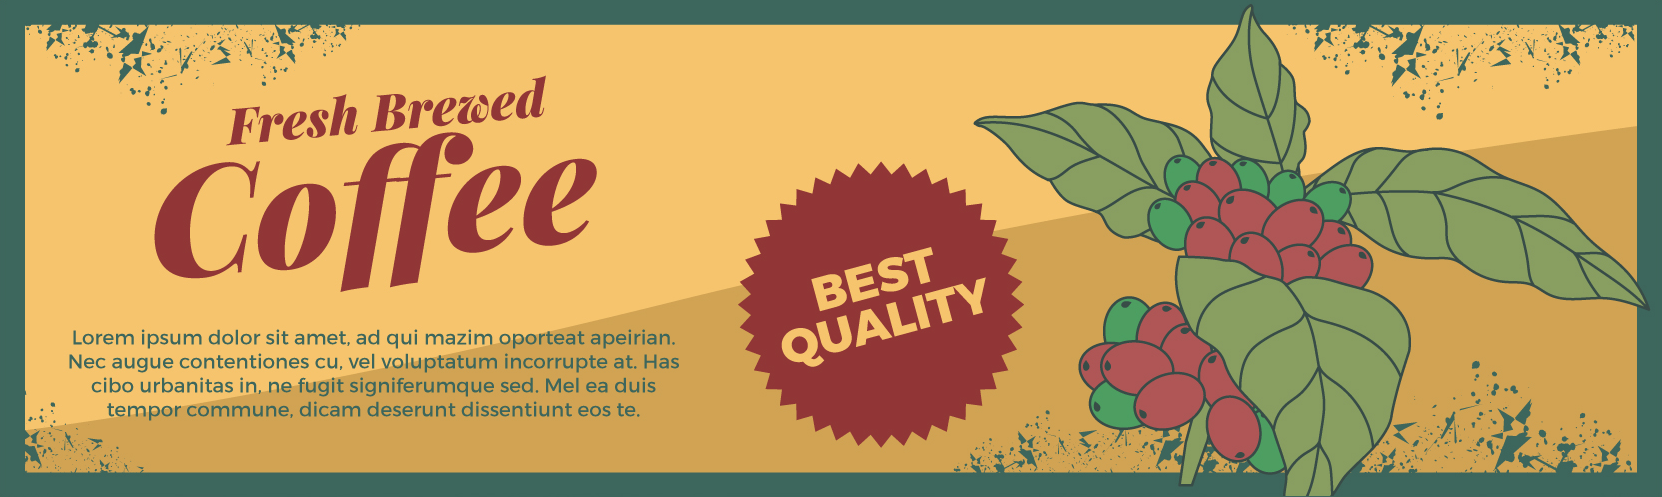 Fresh Brewed
Coffee
Lorem ipsum dolor sit amet, ad qui mazim oporteat apeirian.
Nec augue contentiones cu, vel voluptatum incorrupte at. Has
cibo urbanitas in, ne fugit signiferumque sed. Mel ea duis
tempor commune, dicam deserunt dissentiunt eos te.
BEST
QUALITY